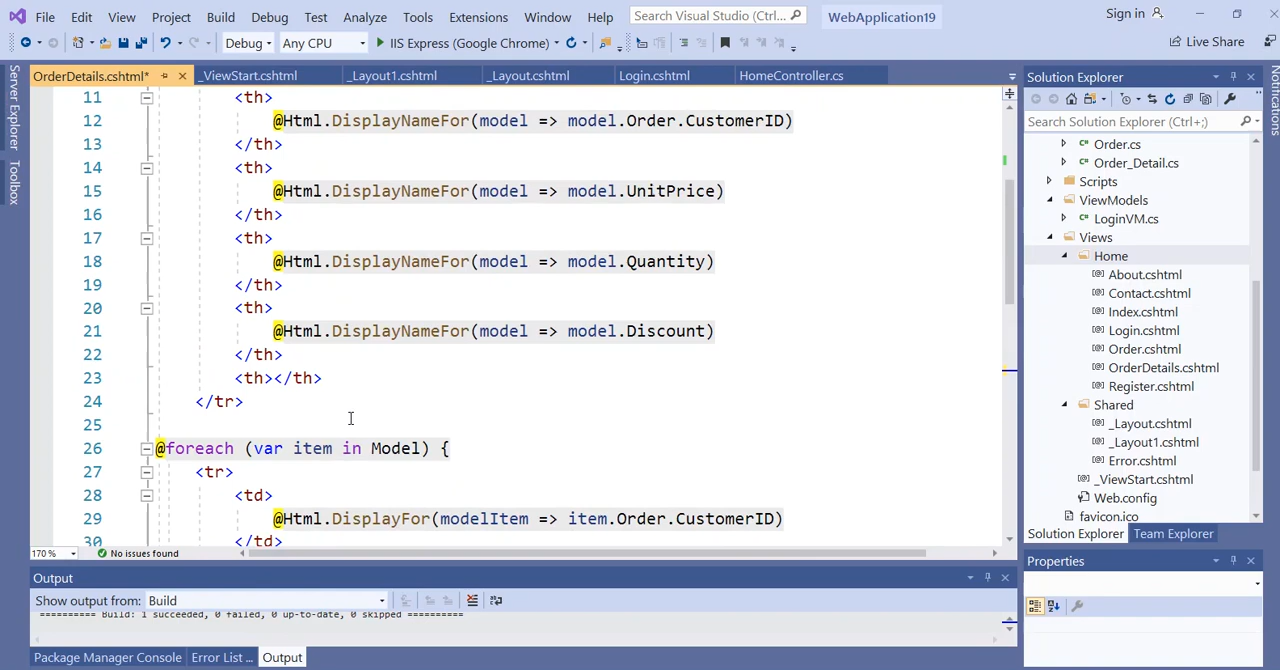 File Edit View Project Build Debug Test Analyze Tools Extensions Window Help Search Visual Studio (Ctrl... WebApplication19 Sign in
Debug Any CPU IIS Express (Google Chrome) Live Share
Server Explorer
Toolbox
Notifications
OrderDetails.cshtml* _ViewStart.cshtml _Layout1.cshtml _Layout.cshtml Login.cshtml HomeController.cs
11 <th>
12 @Html.DisplayNameFor(model => model.Order.CustomerID)
13 </th>
14 <th>
15 @Html.DisplayNameFor(model => model.UnitPrice)
16 </th>
17 <th>
18 @Html.DisplayNameFor(model => model.Quantity)
19 </th>
20 <th>
21 @Html.DisplayNameFor(model => model.Discount)
22 </th>
23 <th></th>
24 </tr>
25
26 @foreach (var item in Model) {
27 <tr>
28 <td>
29 @Html.DisplayFor(modelItem => item.Order.CustomerID)
30 </td>
170 % No issues found
Output
Show output from: Build
========== Build: 1 succeeded, 0 failed, 0 up-to-date, 0 skipped ==========
Package Manager Console Error List ... Output
Solution Explorer
Search Solution Explorer (Ctrl+;)
C# Order.cs
C# Order_Detail.cs
Scripts
ViewModels
C# LoginVM.cs
Views
Home
[@] About.cshtml
[@] Contact.cshtml
[@] Index.cshtml
[@] Login.cshtml
[@] Order.cshtml
[@] OrderDetails.cshtml
[@] Register.cshtml
Shared
[@] _Layout.cshtml
[@] _Layout1.cshtml
[@] Error.cshtml
[@] _ViewStart.cshtml
Web.config
favicon.ico
Solution Explorer Team Explorer
Properties